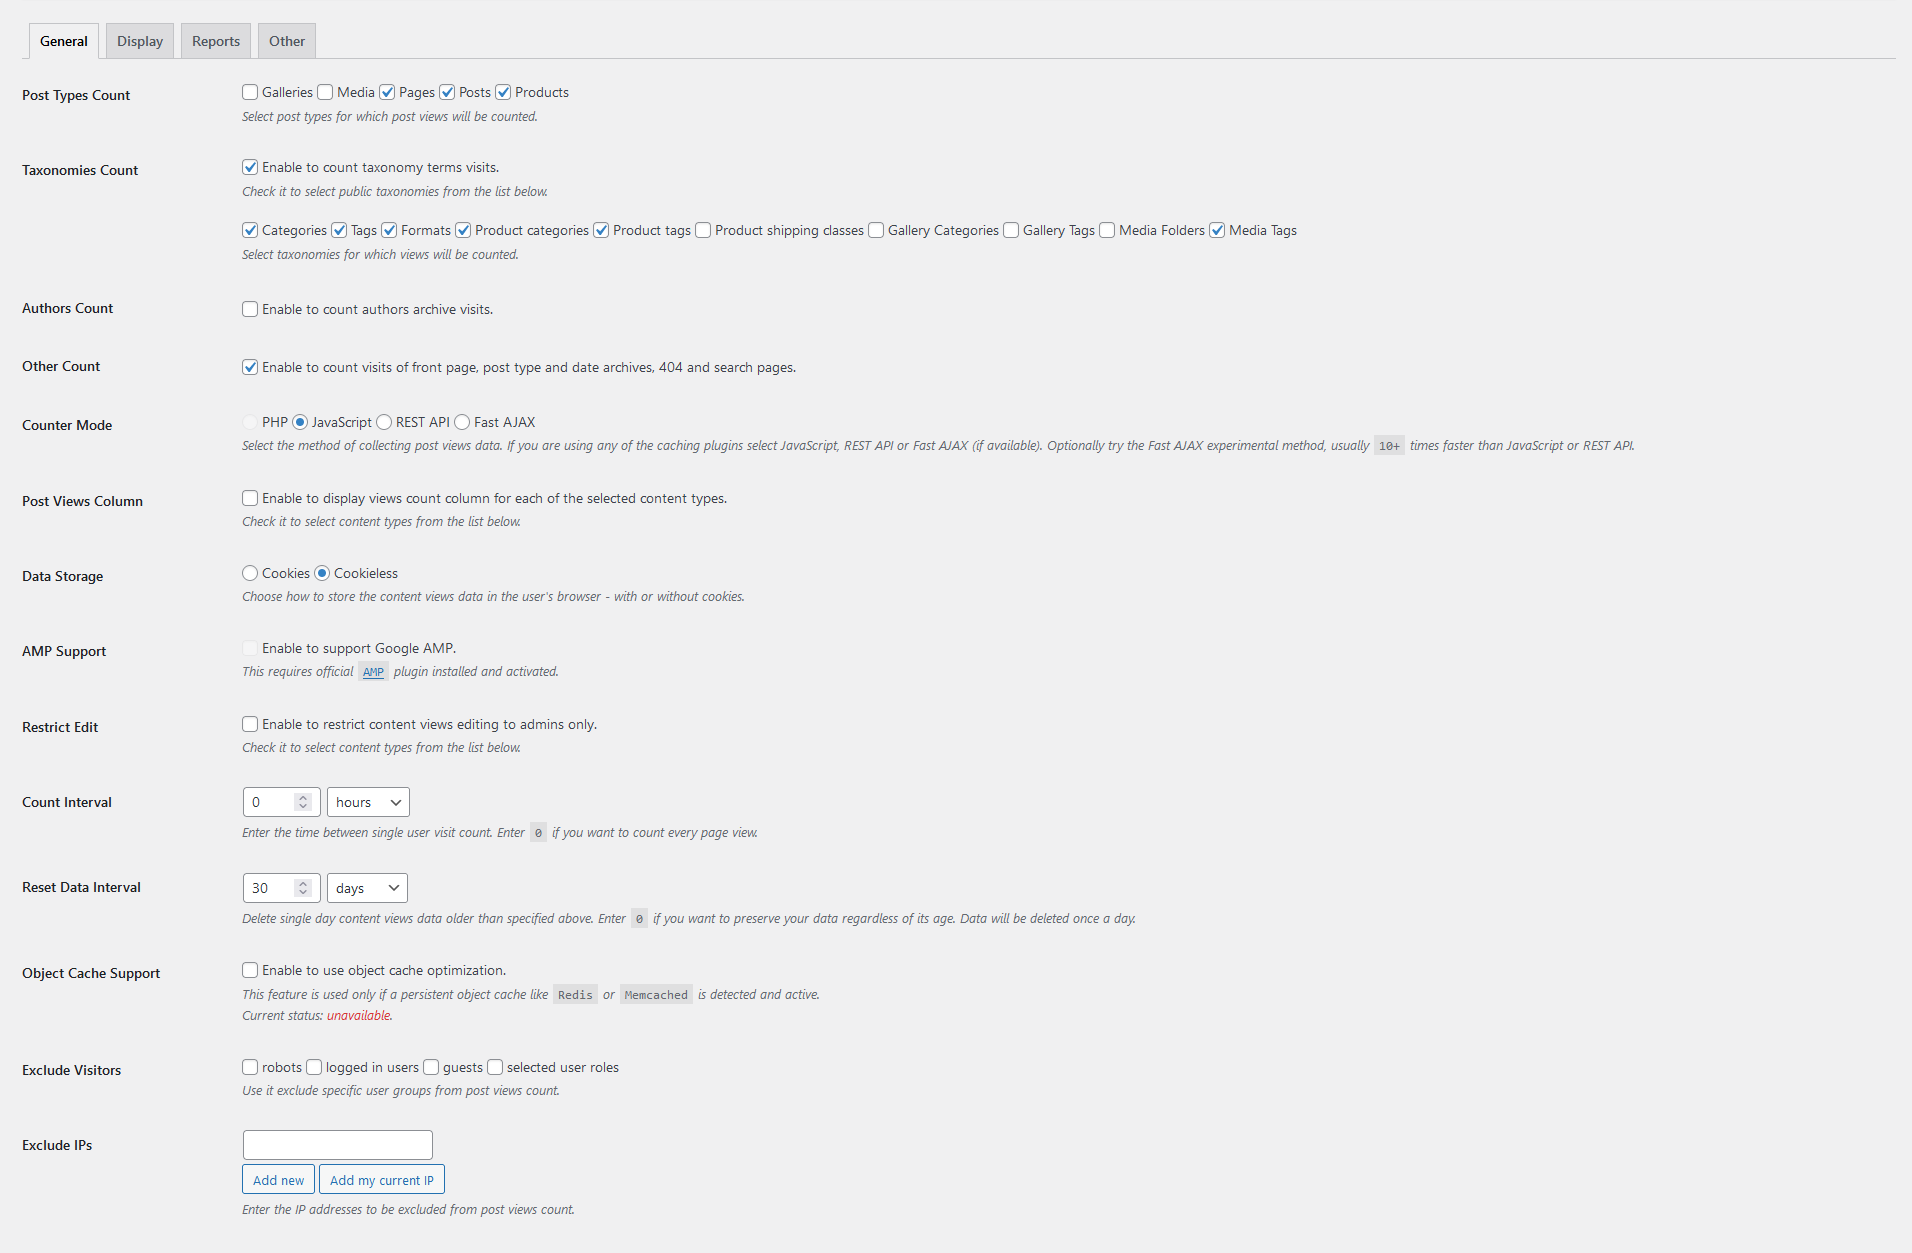 General Display Reports Other
Post Types Count Galleries Media Pages Posts Products
Select post types for which post views will be counted.
Taxonomies Count Enable to count taxonomy terms visits.
Check it to select public taxonomies from the list below.
Categories Tags Formats Product categories Product tags Product shipping classes Gallery Categories Gallery Tags Media Folders Media Tags
Select taxonomies for which views will be counted.
Authors Count Enable to count authors archive visits.
Other Count Enable to count visits of front page, post type and date archives, 404 and search pages.
Counter Mode PHP JavaScript REST API Fast AJAX
Select the method of collecting post views data. If you are using any of the caching plugins select JavaScript, REST API or Fast AJAX (if available). Optionally try the Fast AJAX experimental method, usually 10+ times faster than JavaScript or REST API.
Post Views Column Enable to display views count column for each of the selected content types.
Check it to select content types from the list below.
Data Storage Cookies Cookieless
Choose how to store the content views data in the user's browser - with or without cookies.
AMP Support Enable to support Google AMP.
This requires official AMP plugin installed and activated.
Restrict Edit Enable to restrict content views editing to admins only.
Check it to select content types from the list below.
Count Interval 0 hours
Enter the time between single user visit count. Enter 0 if you want to count every page view.
Reset Data Interval 30 days
Delete single day content views data older than specified above. Enter 0 if you want to preserve your data regardless of its age. Data will be deleted once a day.
Object Cache Support Enable to use object cache optimization.
This feature is used only if a persistent object cache like Redis or Memcached is detected and active.
Current status: unavailable.
Exclude Visitors robots logged in users guests selected user roles
Use it exclude specific user groups from post views count.
Exclude IPs
Add new Add my current IP
Enter the IP addresses to be excluded from post views count.